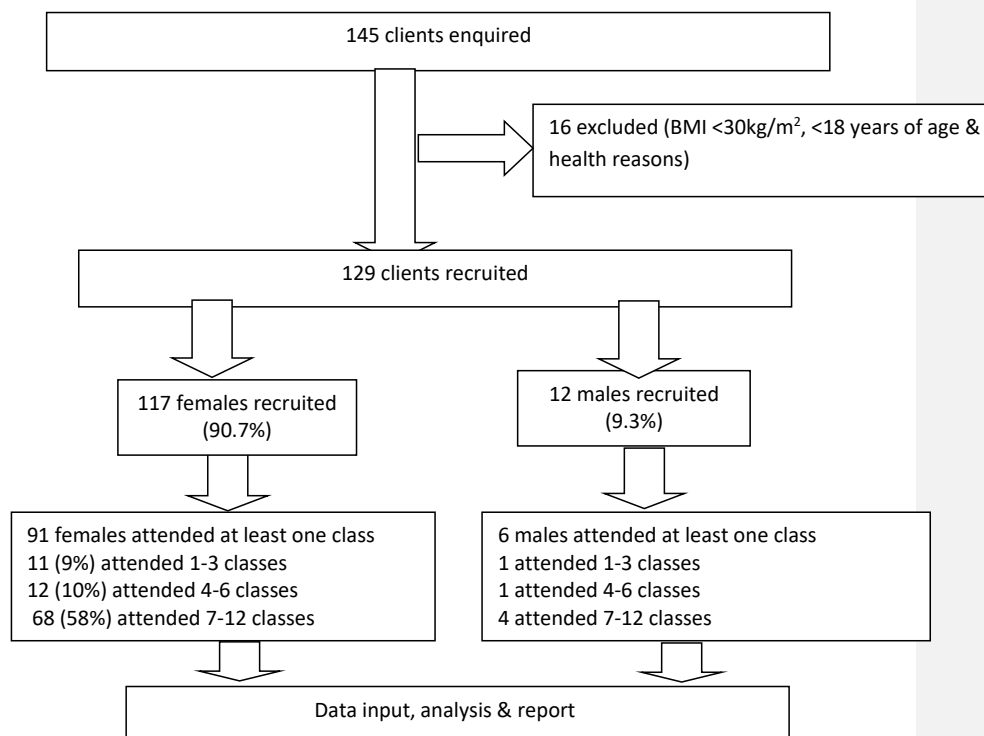 145 clients enquired
16 excluded (BMI <30kg/m², <18 years of age &
health reasons)
129 clients recruited
117 females recruited
(90.7%)
12 males recruited
(9.3%)
91 females attended at least one class
11 (9%) attended 1-3 classes
12 (10%) attended 4-6 classes
68 (58%) attended 7-12 classes
6 males attended at least one class
1 attended 1-3 classes
1 attended 4-6 classes
4 attended 7-12 classes
Data input, analysis & report